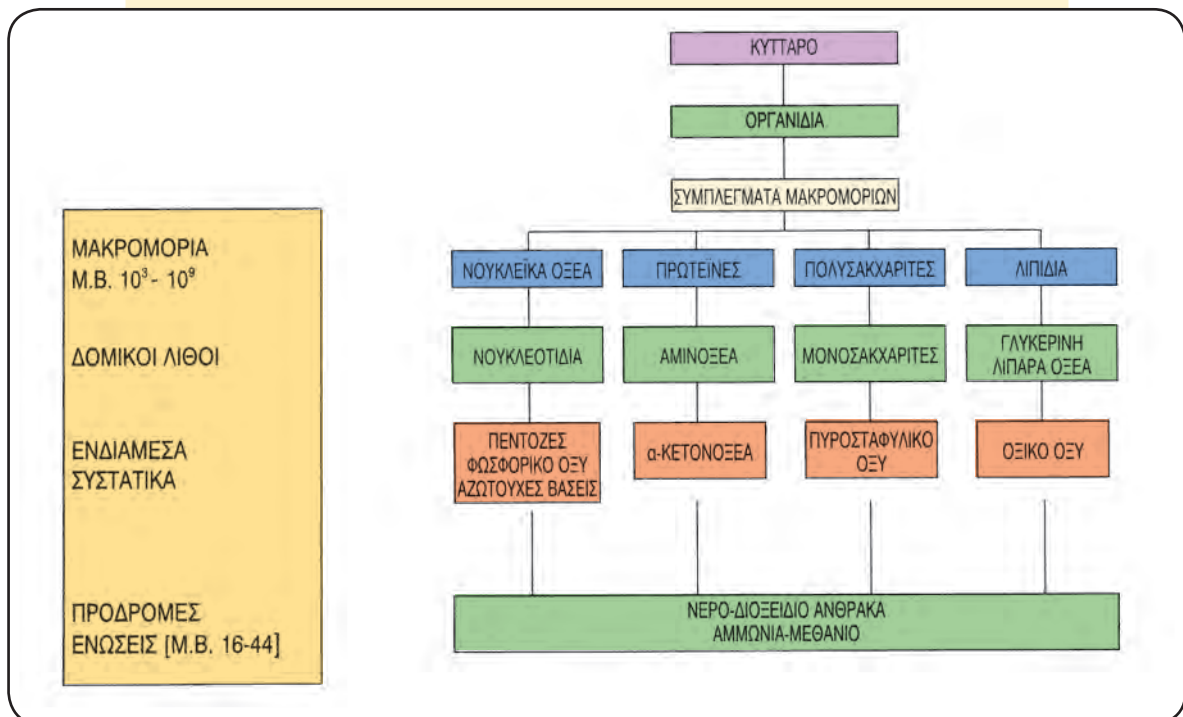 ΚΥΤΤΑΡΟ
ΟΡΓΑΝΙΔΙΑ
ΣΥΜΠΛΕΓΜΑΤΑ ΜΑΚΡΟΜΟΡΙΩΝ
ΜΑΚΡΟΜΟΡΙΑ
Μ.Β. 10³ - 10⁹
ΝΟΥΚΛΕΪΚΑ ΟΞΕΑ
ΠΡΩΤΕΪΝΕΣ
ΠΟΛΥΣΑΚΧΑΡΙΤΕΣ
ΛΙΠΙΔΙΑ
ΔΟΜΙΚΟΙ ΛΙΘΟΙ
ΝΟΥΚΛΕΟΤΙΔΙΑ
ΑΜΙΝΟΞΕΑ
ΜΟΝΟΣΑΚΧΑΡΙΤΕΣ
ΓΛΥΚΕΡΙΝΗ
ΛΙΠΑΡΑ ΟΞΕΑ
ΕΝΔΙΑΜΕΣΑ
ΣΥΣΤΑΤΙΚΑ
ΠΕΝΤΟΖΕΣ
ΦΩΣΦΟΡΙΚΟ ΟΞΥ
ΑΖΩΤΟΥΧΕΣ ΒΑΣΕΙΣ
α-ΚΕΤΟΝΟΞΕΑ
ΠΥΡΟΣΤΑΦΥΛΙΚΟ
ΟΞΥ
ΟΞΙΚΟ ΟΞΥ
ΠΡΟΔΡΟΜΕΣ
ΕΝΩΣΕΙΣ [Μ.Β. 16-44]
ΝΕΡΟ-ΔΙΟΞΕΙΔΙΟ ΑΝΘΡΑΚΑ
ΑΜΜΩΝΙΑ-ΜΕΘΑΝΙΟ